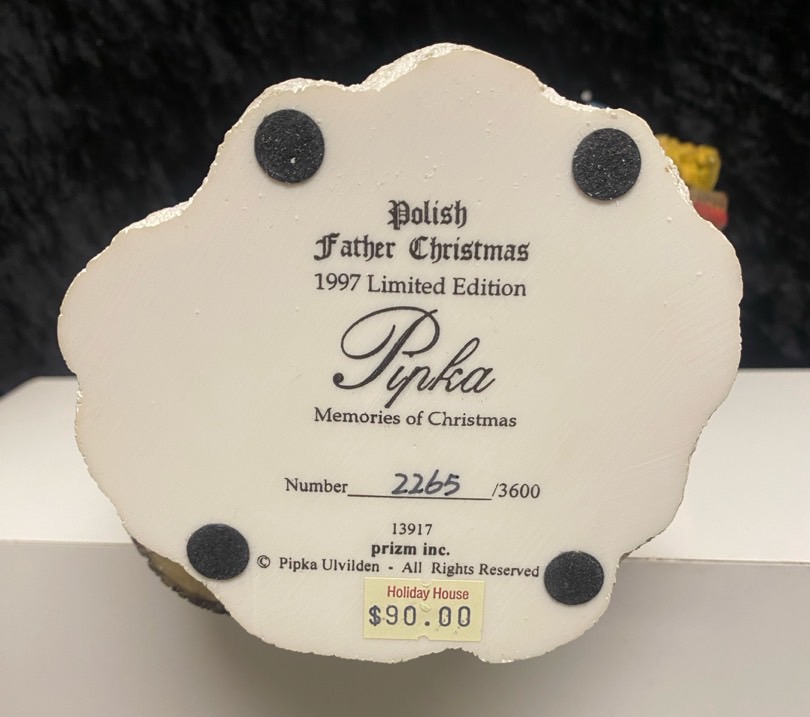 Polish
Father Christmas
1997 Limited Edition
Pipka
Memories of Christmas
Number 2265 /3600
13917
prizm inc.
© Pipka Ulvilden - All Rights Reserved
Holiday House
$90.00